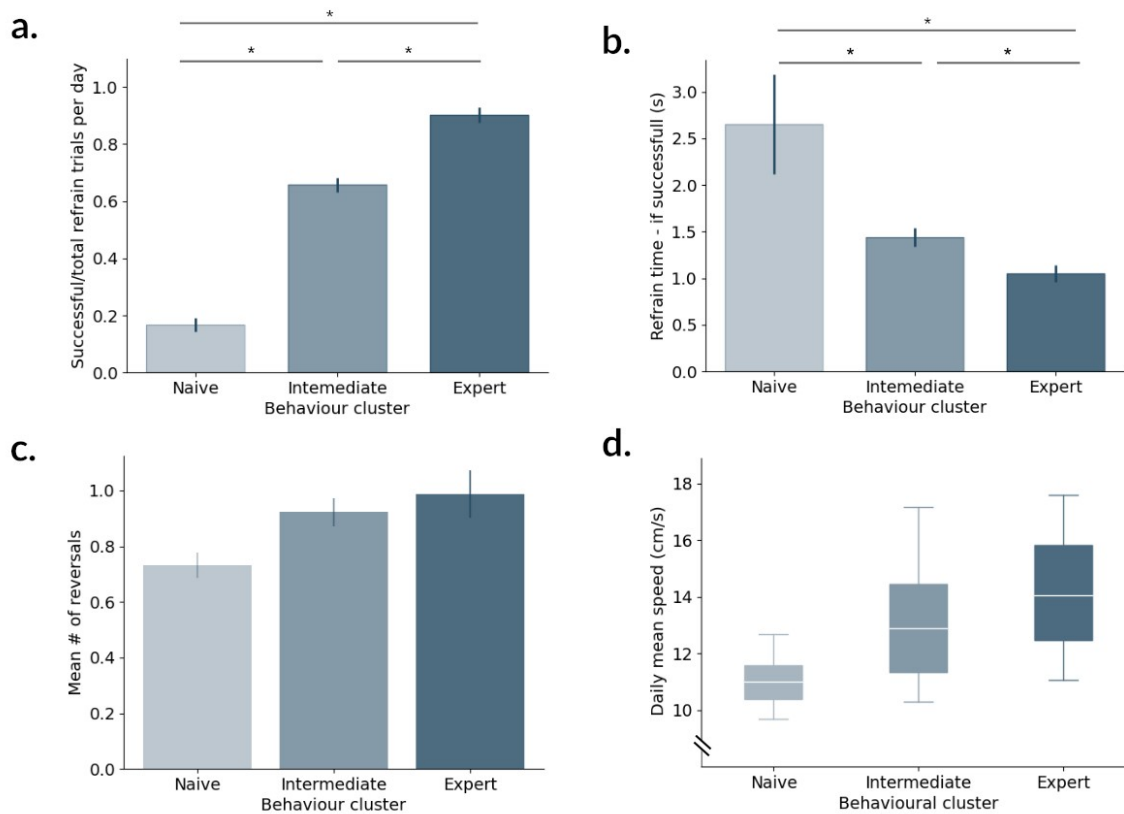 a.
*
* *
Successful/total refrain trials per day
1.0
0.8
0.6
0.4
0.2
0.0
Naive Intemediate Expert
Behaviour cluster
b.
*
* *
Refrain time - if successfull (s)
3.0
2.5
2.0
1.5
1.0
0.5
0.0
Naive Intemediate Expert
Behaviour cluster
c.
Mean # of reversals
1.0
0.8
0.6
0.4
0.2
0.0
Naive Intermediate Expert
Behaviour cluster
d.
Daily mean speed (cm/s)
18
16
14
12
10
Naive Intermediate Expert
Behavioural cluster